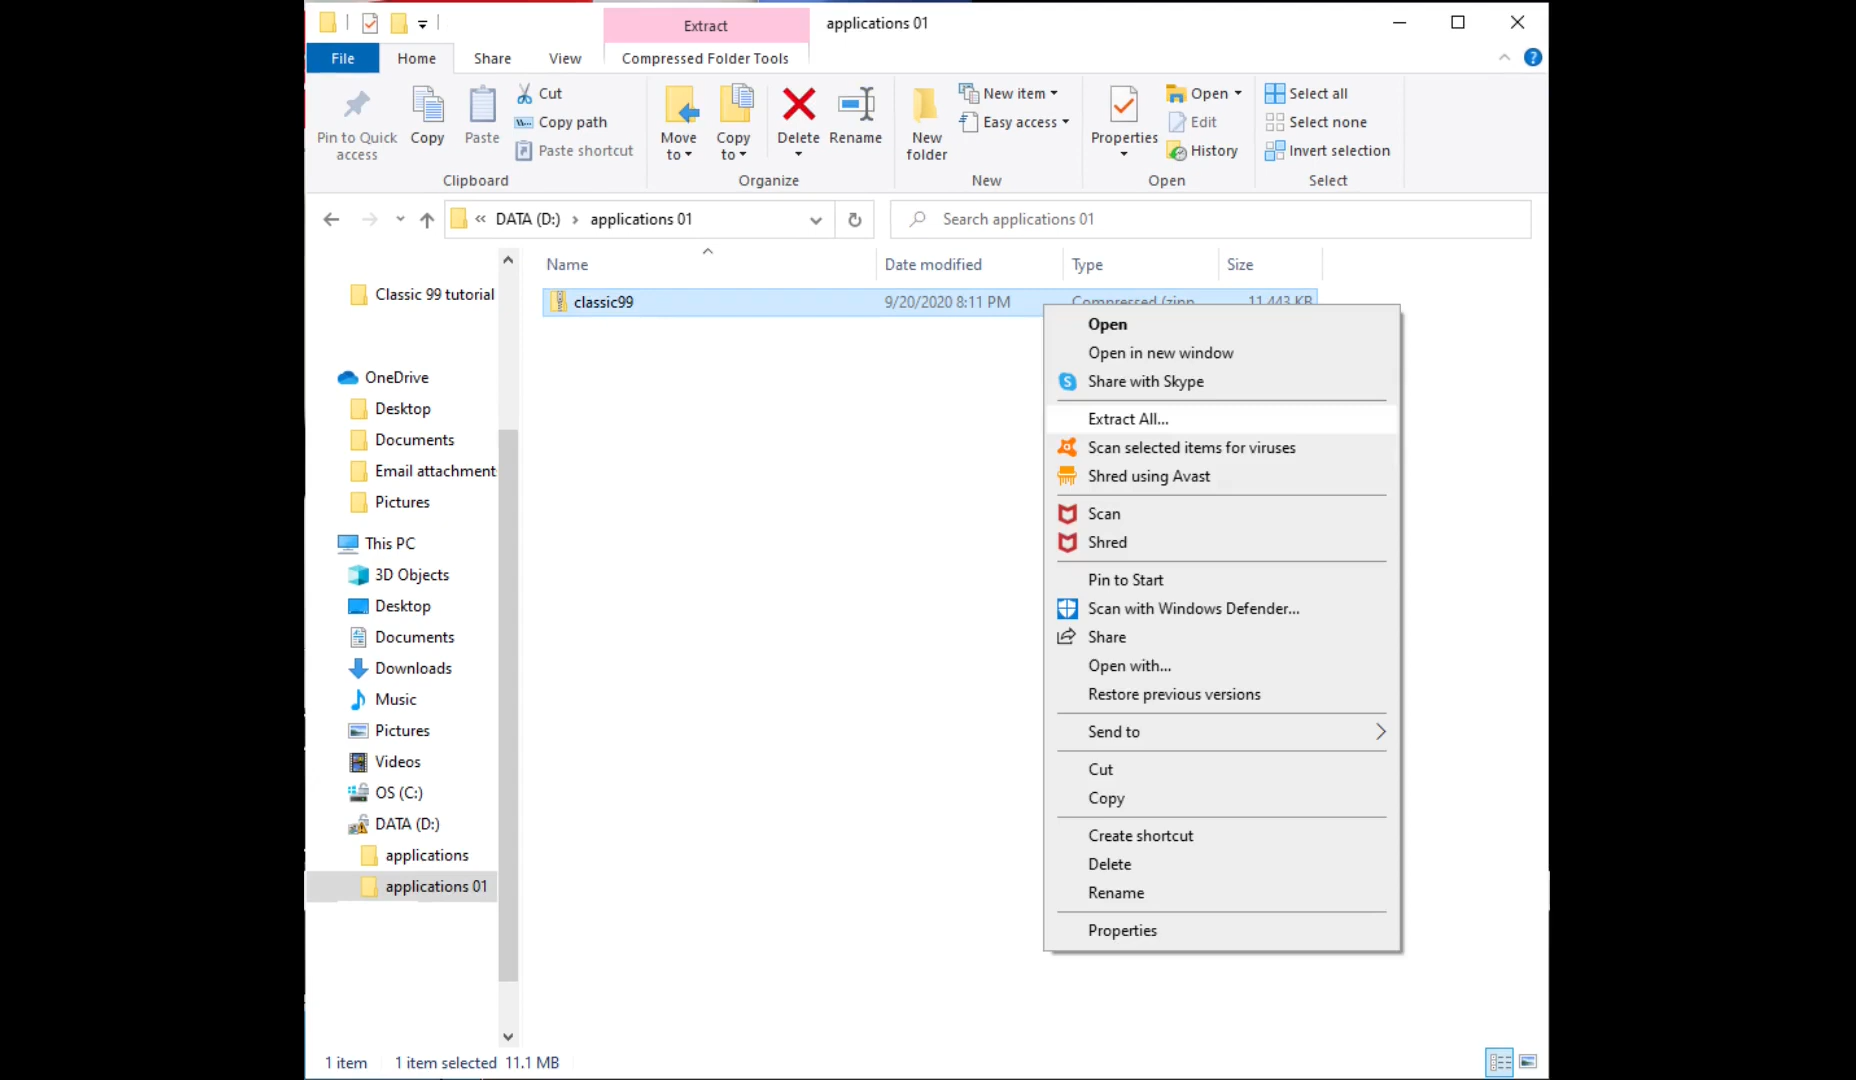 Extract
applications 01
File
Home
Share
View
Compressed Folder Tools
Pin to Quick access
Copy
Paste
Cut
Copy path
Paste shortcut
Clipboard
Move to
Copy to
Delete
Rename
Organize
New folder
New item
Easy access
New
Properties
Open
Edit
History
Open
Select all
Select none
Invert selection
Select
« DATA (D:) › applications 01
Search applications 01
Classic 99 tutorial
OneDrive
Desktop
Documents
Email attachment
Pictures
This PC
3D Objects
Desktop
Documents
Downloads
Music
Pictures
Videos
OS (C:)
DATA (D:)
applications
applications 01
Name
Date modified
Type
Size
classic99
9/20/2020 8:11 PM
Compressed (zipp...
11,443 KB
Open
Open in new window
Share with Skype
Extract All...
Scan selected items for viruses
Shred using Avast
Scan
Shred
Pin to Start
Scan with Windows Defender...
Share
Open with...
Restore previous versions
Send to
Cut
Copy
Create shortcut
Delete
Rename
Properties
1 item
1 item selected 11.1 MB